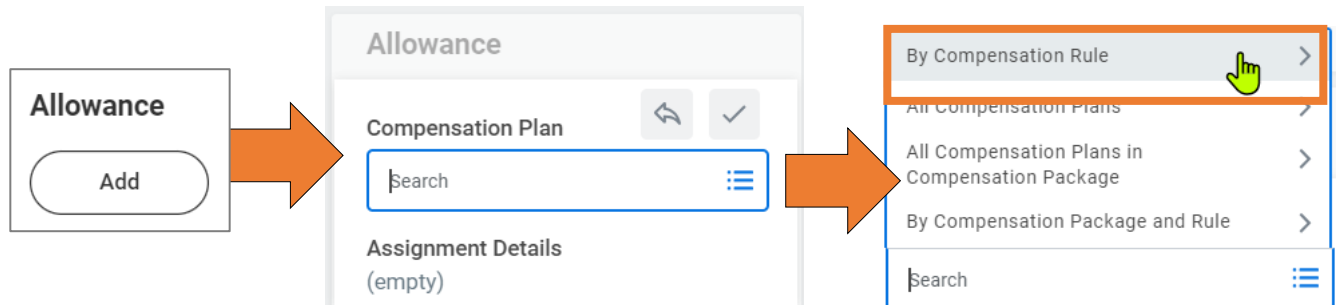 Allowance
Add
Allowance
Compensation Plan
Search
Assignment Details
(empty)
By Compensation Rule
All Compensation Plans
All Compensation Plans in
Compensation Package
By Compensation Package and Rule
Search